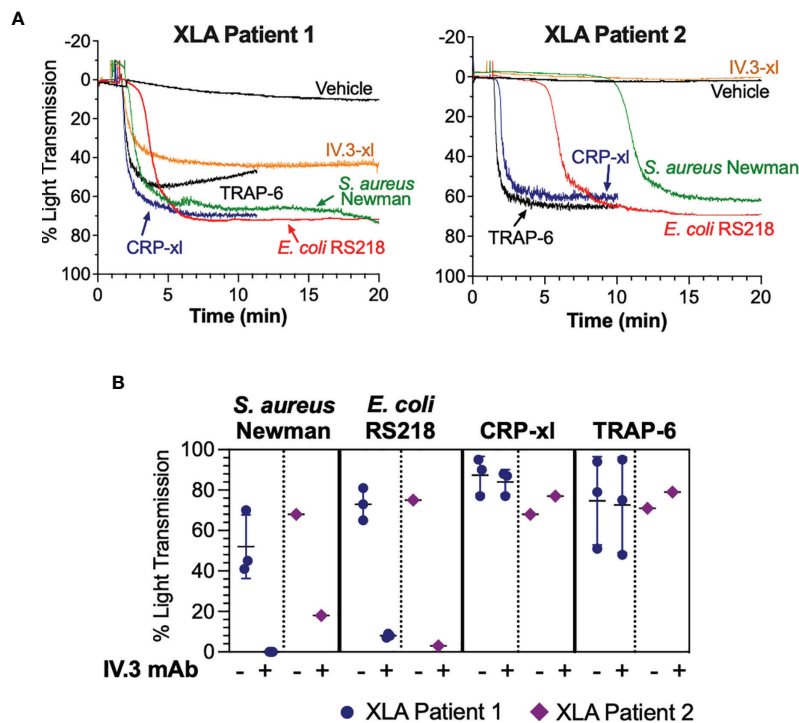 A
XLA Patient 1
-20
0
20
40
60
80
100
% Light Transmission
Vehicle
IV.3-xl
TRAP-6
S. aureus
Newman
CRP-xl
E. coli RS218
0 5 10 15 20
Time (min)
XLA Patient 2
-20
0
20
40
60
80
100
IV.3-xl
Vehicle
CRP-xl
S. aureus Newman
TRAP-6
E. coli RS218
0 5 10 15 20
Time (min)
B
S. aureus
Newman
E. coli
RS218
CRP-xl
TRAP-6
100
80
60
40
20
0
% Light Transmission
IV.3 mAb - + - + - + - + - + - + - + - +
XLA Patient 1 XLA Patient 2